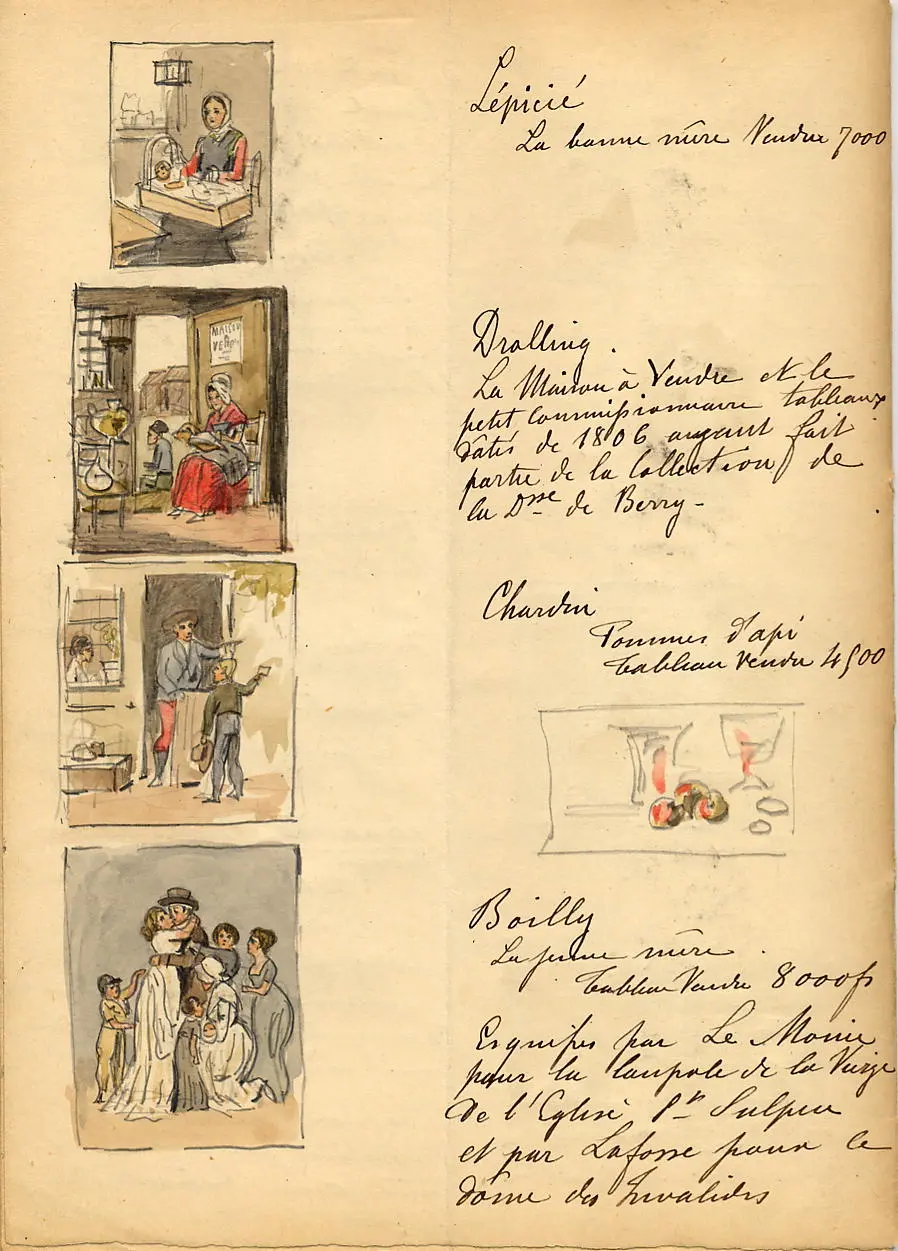 Lépicié
La bonne mère Vendue 7000
MAISON
A
VENDRE
Drolling.
La Maison à Vendre et le
petit Commissionnaire tableaux
dâtés de 1806 ayant fait
partie de la Collection de
la Dsse de Berry -
Chardin
Pommes d'api
tableau vendu 4500
Boilly
La jeune mère.
tableau Vendu 8000fs
Esquisses par Le Moine
pour la Coupole de la Vierge
De l'Eglise St Sulpice
et par Lafosse pour le
dôme des Invalides